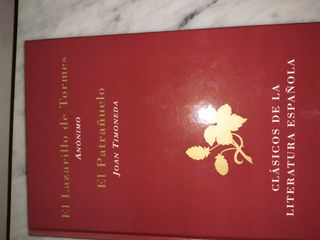 El Lazarillo de Tormes
Anónimo
El Patrañuelo
Joan Timoneda
CLÁSICOS DE LA
LITERATURA ESPAÑOLA